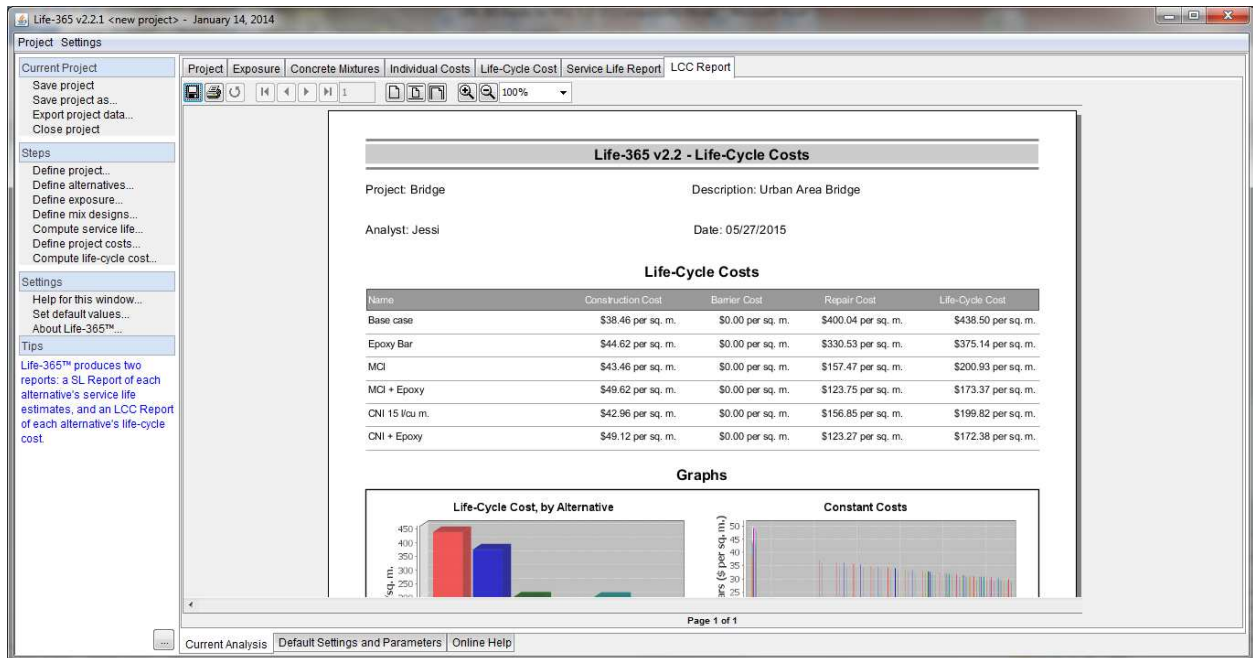 Life-365 v2.2.1 <new project> - January 14, 2014
Project Settings
Current Project
Save project
Save project as...
Export project data...
Close project
Steps
Define project...
Define alternatives...
Define exposure...
Define mix designs...
Compute service life...
Define project costs...
Compute life-cycle cost...
Settings
Help for this window...
Set default values...
About Life-365™...
Tips
Life-365™ produces two
reports: a SL Report of each
alternative's service life
estimates, and an LCC Report
of each alternative's life-cycle
cost.
...
Project Exposure Concrete Mixtures Individual Costs Life-Cycle Cost Service Life Report LCC Report
1 100%
Life-365 v2.2 - Life-Cycle Costs
Project: Bridge Description: Urban Area Bridge
Analyst: Jessi Date: 05/27/2015
Life-Cycle Costs
Name Construction Cost Barrier Cost Repair Cost Life-Cycle Cost
Base case $38.46 per sq. m. $0.00 per sq. m. $400.04 per sq. m. $438.50 per sq. m.
Epoxy Bar $44.62 per sq. m. $0.00 per sq. m. $330.53 per sq. m. $375.14 per sq. m.
MCI $43.46 per sq. m. $0.00 per sq. m. $157.47 per sq. m. $200.93 per sq. m.
MCI + Epoxy $49.62 per sq. m. $0.00 per sq. m. $123.75 per sq. m. $173.37 per sq. m.
CNI 15 l/cu m. $42.96 per sq. m. $0.00 per sq. m. $156.85 per sq. m. $199.82 per sq. m.
CNI + Epoxy $49.12 per sq. m. $0.00 per sq. m. $123.27 per sq. m. $172.38 per sq. m.
Graphs
Life-Cycle Cost, by Alternative
450
400
350
300
250
/sq. m.
Constant Costs
50
45
40
35
30
25
($ per sq. m.)
Page 1 of 1
Current Analysis Default Settings and Parameters Online Help